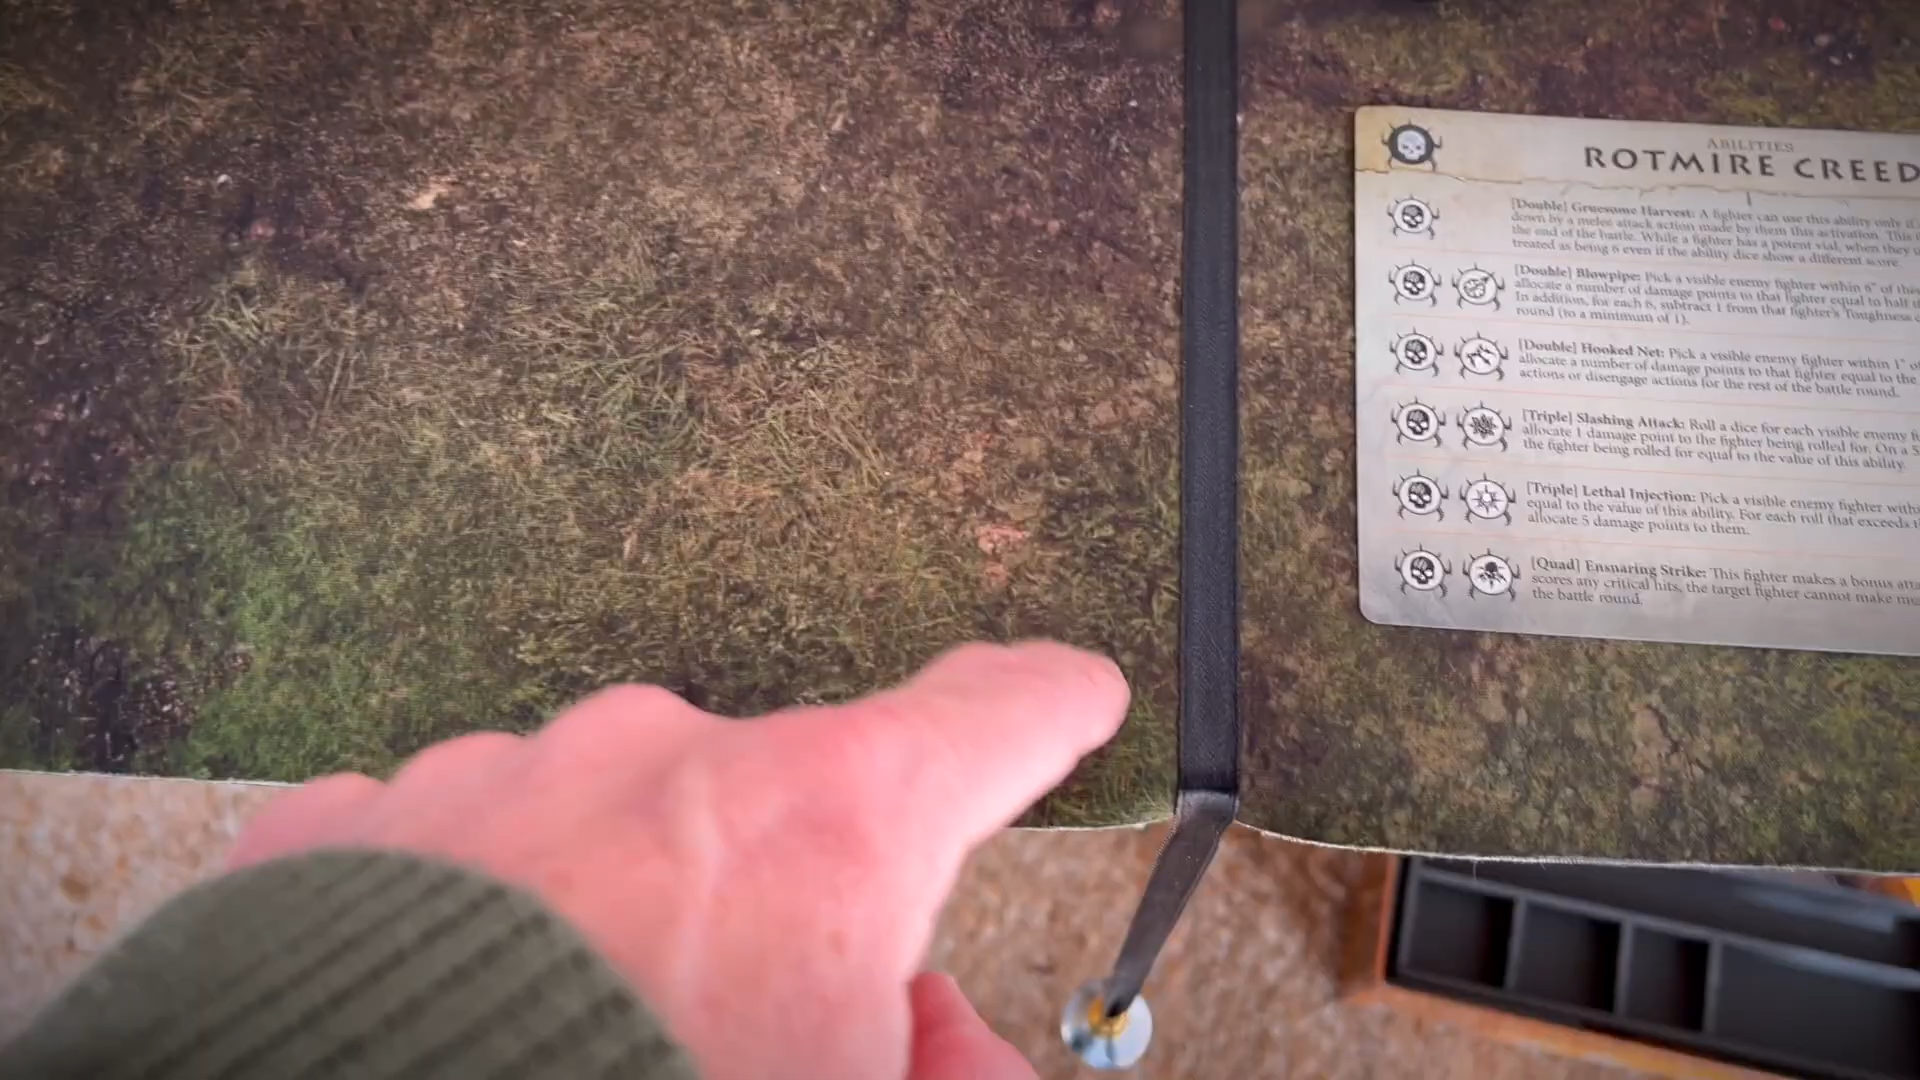 ABILITIES
ROTMIRE CREED
[Double] Gruesome Harvest: A fighter can use this ability only if
down by a melee attack action made by them this activation. This
the end of the battle. While a fighter has a potent vial, when they
treated as being 6 even if the ability dice show a different score.
[Double] Blowpipe: Pick a visible enemy fighter within 6" of this
allocate a number of damage points to that fighter equal to half
In addition, for each 6, subtract 1 from that fighter's Toughness
round (to a minimum of 1).
[Double] Hooked Net: Pick a visible enemy fighter within 1" of
allocate a number of damage points to that fighter equal to the
actions or disengage actions for the rest of the battle round.
[Triple] Slashing Attack: Roll a dice for each visible enemy
allocate 1 damage point to the fighter being rolled for. On a
the fighter being rolled for equal to the value of this ability.
[Triple] Lethal Injection: Pick a visible enemy fighter
equal to the value of this ability. For each roll that exceeds
allocate 5 damage points to them.
[Quad] Ensnaring Strike: This fighter makes a bonus
scores any critical hits, the target fighter cannot make
the battle round.